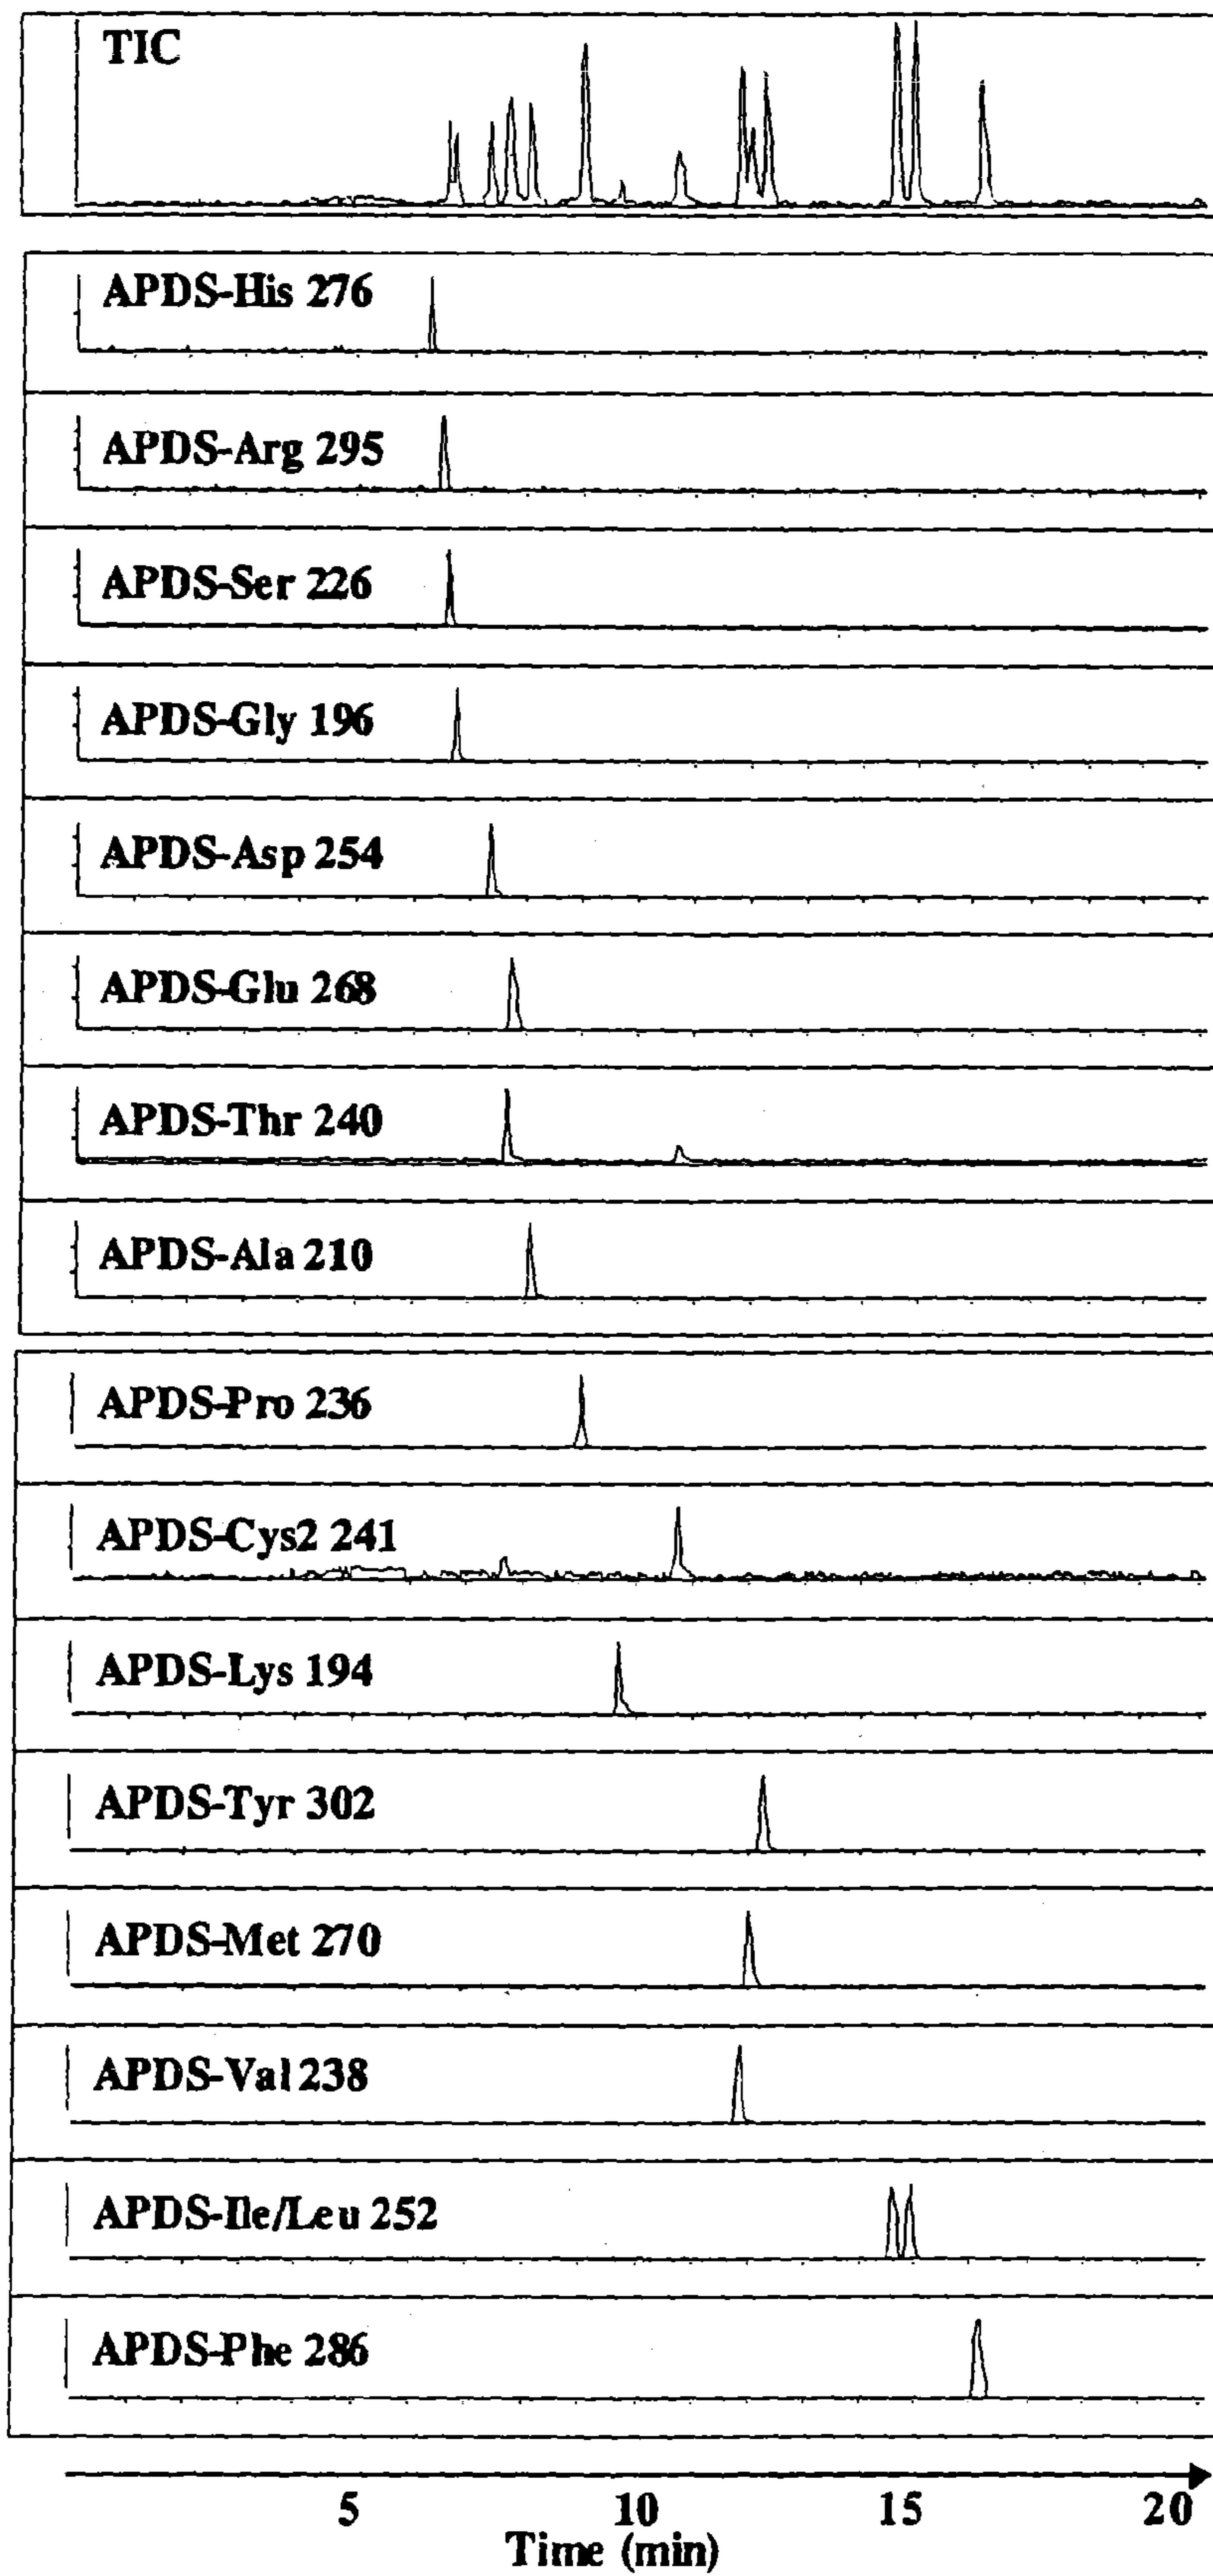 TIC
APDS-His 276
APDS-Arg 295
APDS-Ser 226
APDS-Gly 196
APDS-Asp 254
APDS-Glu 268
APDS-Thr 240
APDS-Ala 210
APDS-Pro 236
APDS-Cys2 241
APDS-Lys 194
APDS-Tyr 302
APDS-Met 270
APDS-Val 238
APDS-Ile/Leu 252
APDS-Phe 286
5 10 15 20
Time (min)